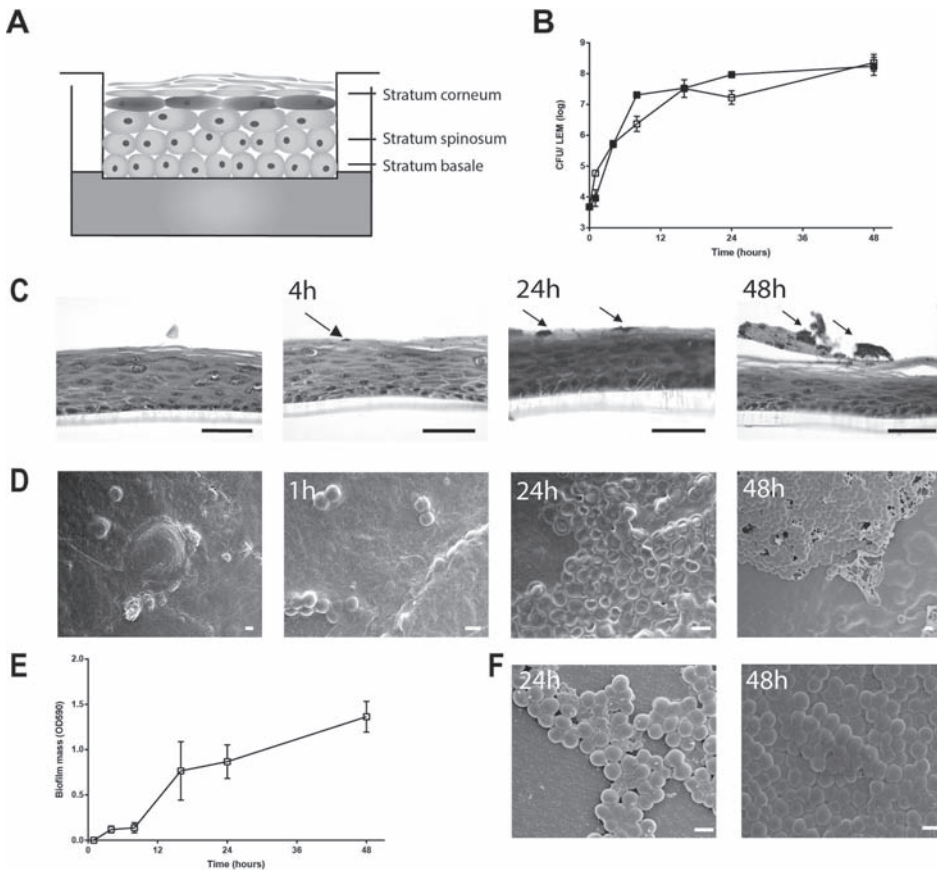 A
Stratum corneum
Stratum spinosum
Stratum basale
B
CFU/ LEM (log)
9
8
7
6
5
4
3
0 12 24 36 48
Time (hours)
C
4h
24h
48h
D
1h
24h
48h
E
Biofilm mass (OD590)
2.0
1.5
1.0
0.5
0.0
0 12 24 36 48
Time (hours)
F
24h
48h